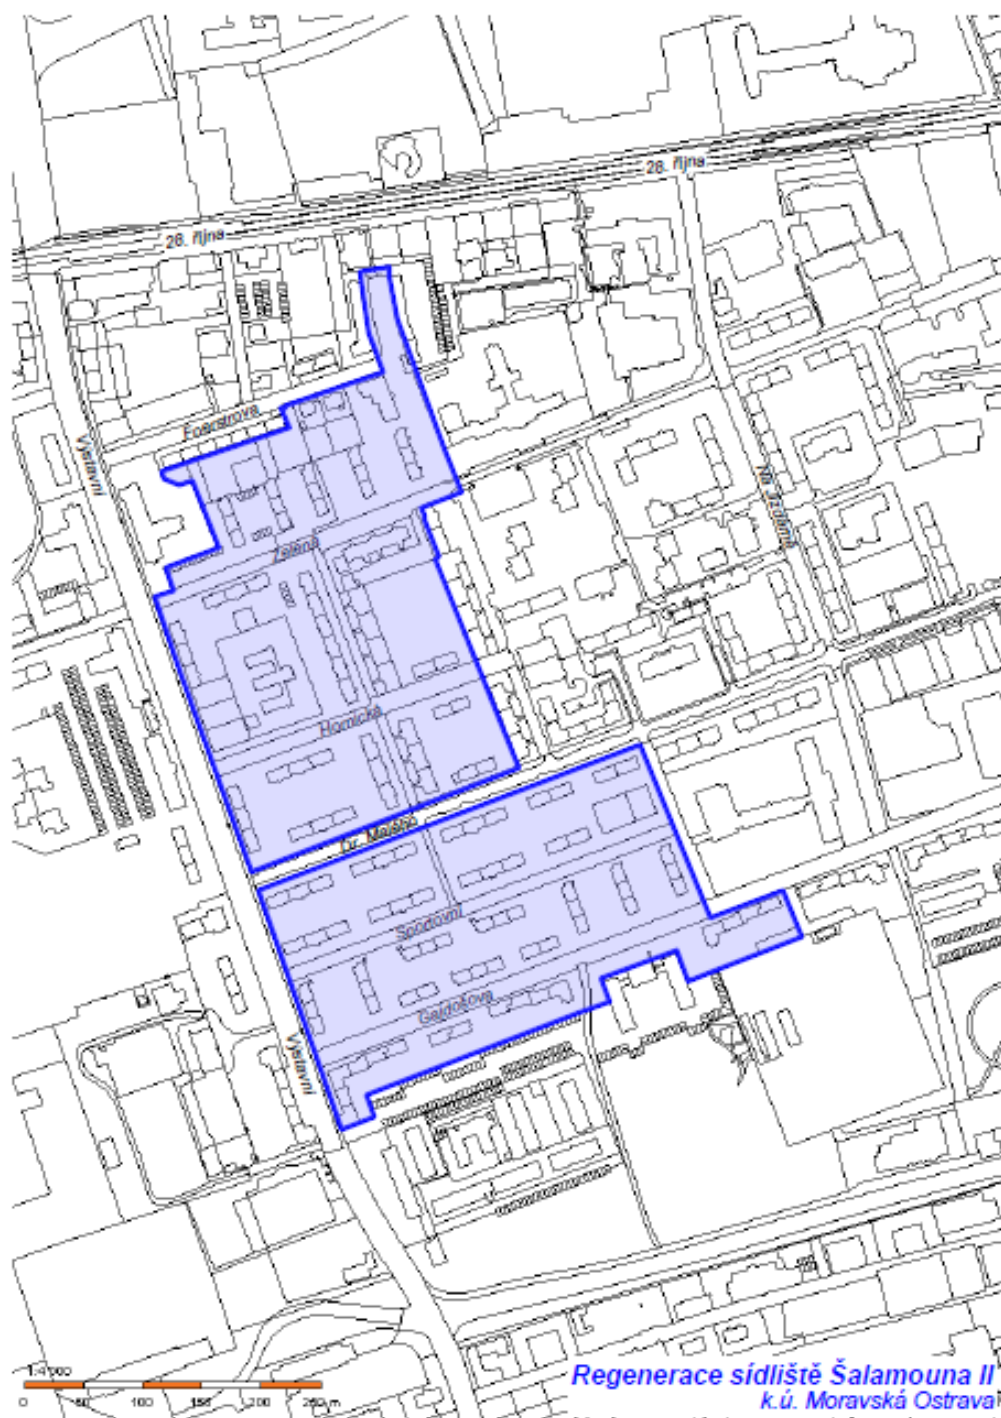 28. října
28. října
Foerstrova
Výstavní
Na Jízdárně
Zelená
Hornická
Dr. Malého
Sportovní
Gajdošova
Výstavní
1:4 000
0 50 100 150 200 250 m
Regenerace sídliště Šalamouna II
k.ú. Moravská Ostrava